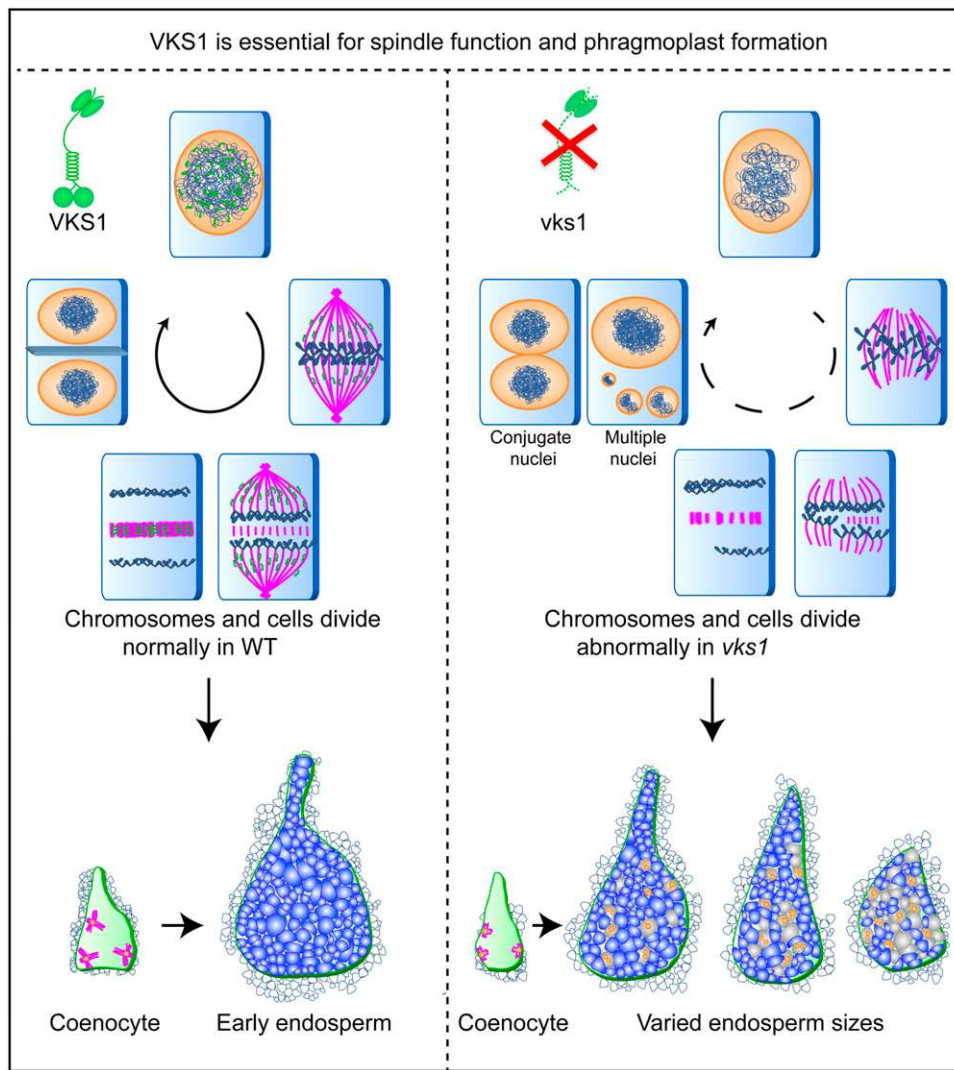 VKS1 is essential for spindle function and phragmoplast formation
VKS1
Chromosomes and cells divide
normally in WT
Coenocyte
Early endosperm
vks1
Conjugate
nuclei
Multiple
nuclei
Chromosomes and cells divide
abnormally in vks1
Coenocyte
Varied endosperm sizes